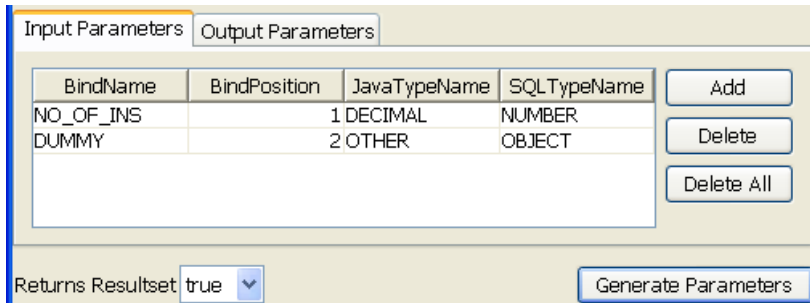 Input Parameters Output Parameters
BindName BindPosition JavaTypeName SQLTypeName Add
NO_OF_INS 1 DECIMAL NUMBER
DUMMY 2 OTHER OBJECT Delete
Delete All
Returns Resultset true Generate Parameters